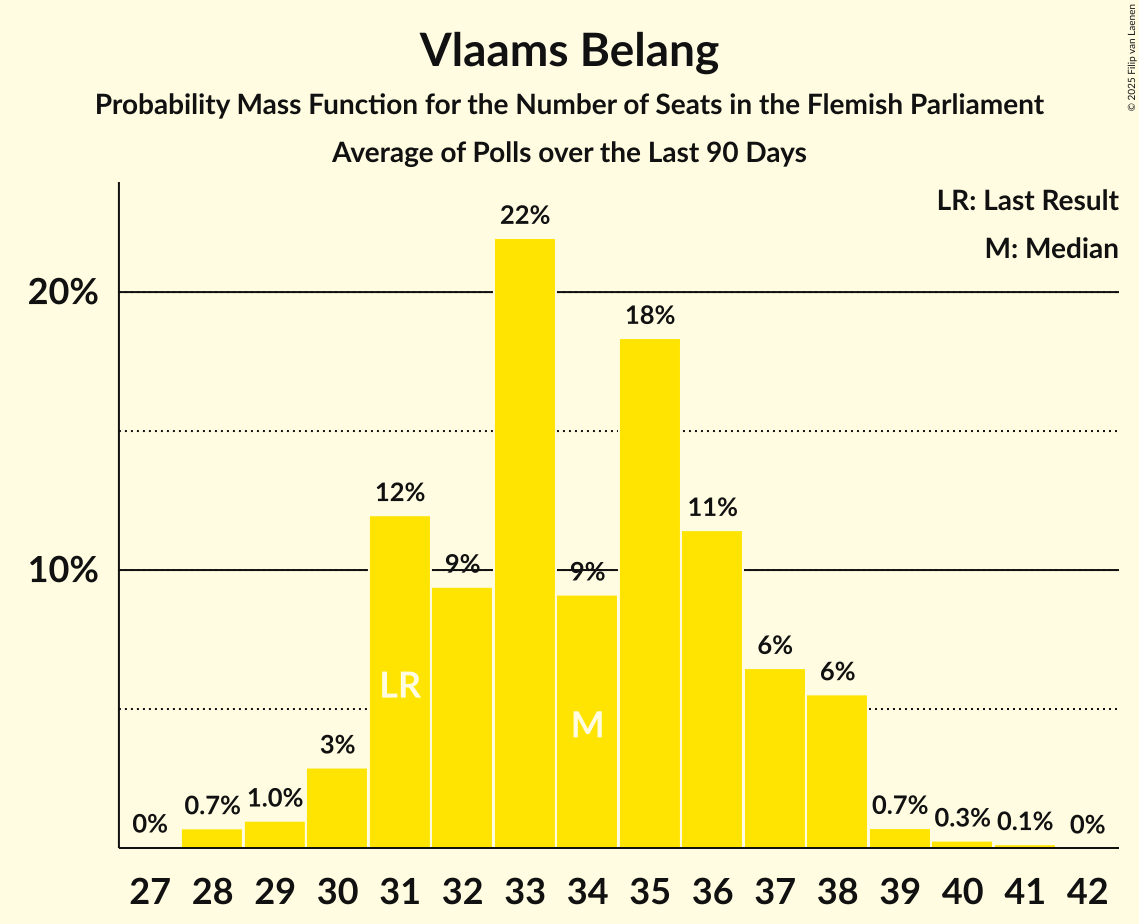 Vlaams Belang
Probability Mass Function for the Number of Seats in the Flemish Parliament
Average of Polls over the Last 90 Days
© 2025 Filip van Laenen
LR: Last Result
M: Median
20%
10%
0%
0.7%
1.0%
3%
12%
9%
22%
9%
18%
11%
6%
6%
0.7%
0.3%
0.1%
0%
LR
M
27 28 29 30 31 32 33 34 35 36 37 38 39 40 41 42